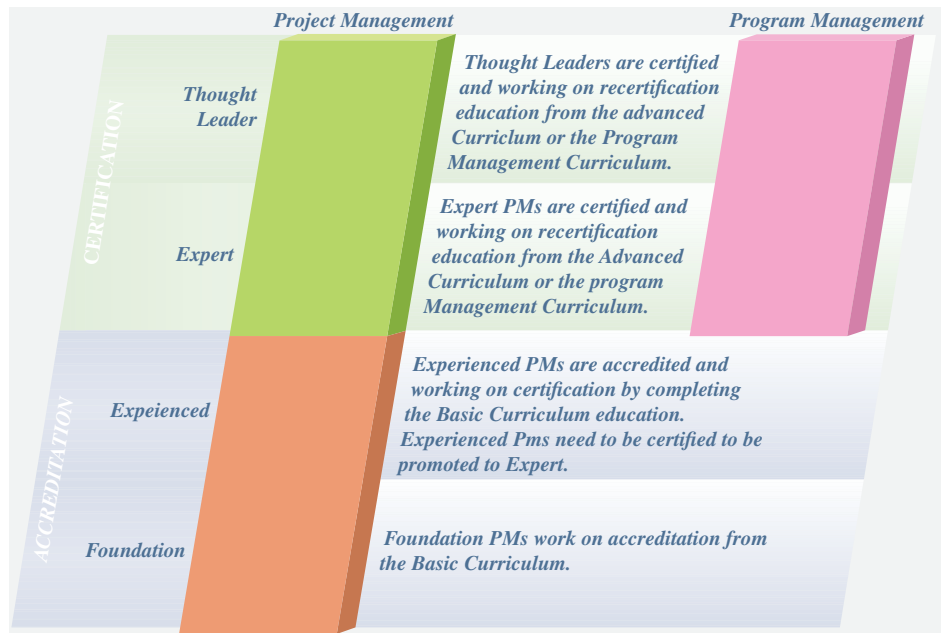 Project Management
Program Management
CERTIFICATION
Thought
Leader
Thought Leaders are certified
and working on recertification
education from the advanced
Curriclum or the Program
Management Curriculum.
Expert
Expert PMs are certified and
working on recertification
education from the Advanced
Curriculum or the program
Management Curriculum.
ACCREDITATION
Expeienced
Experienced PMs are accredited and
working on certification by completing
the Basic Curriculum education.
Experienced Pms need to be certified to be
promoted to Expert.
Foundation
Foundation PMs work on accreditation from
the Basic Curriculum.